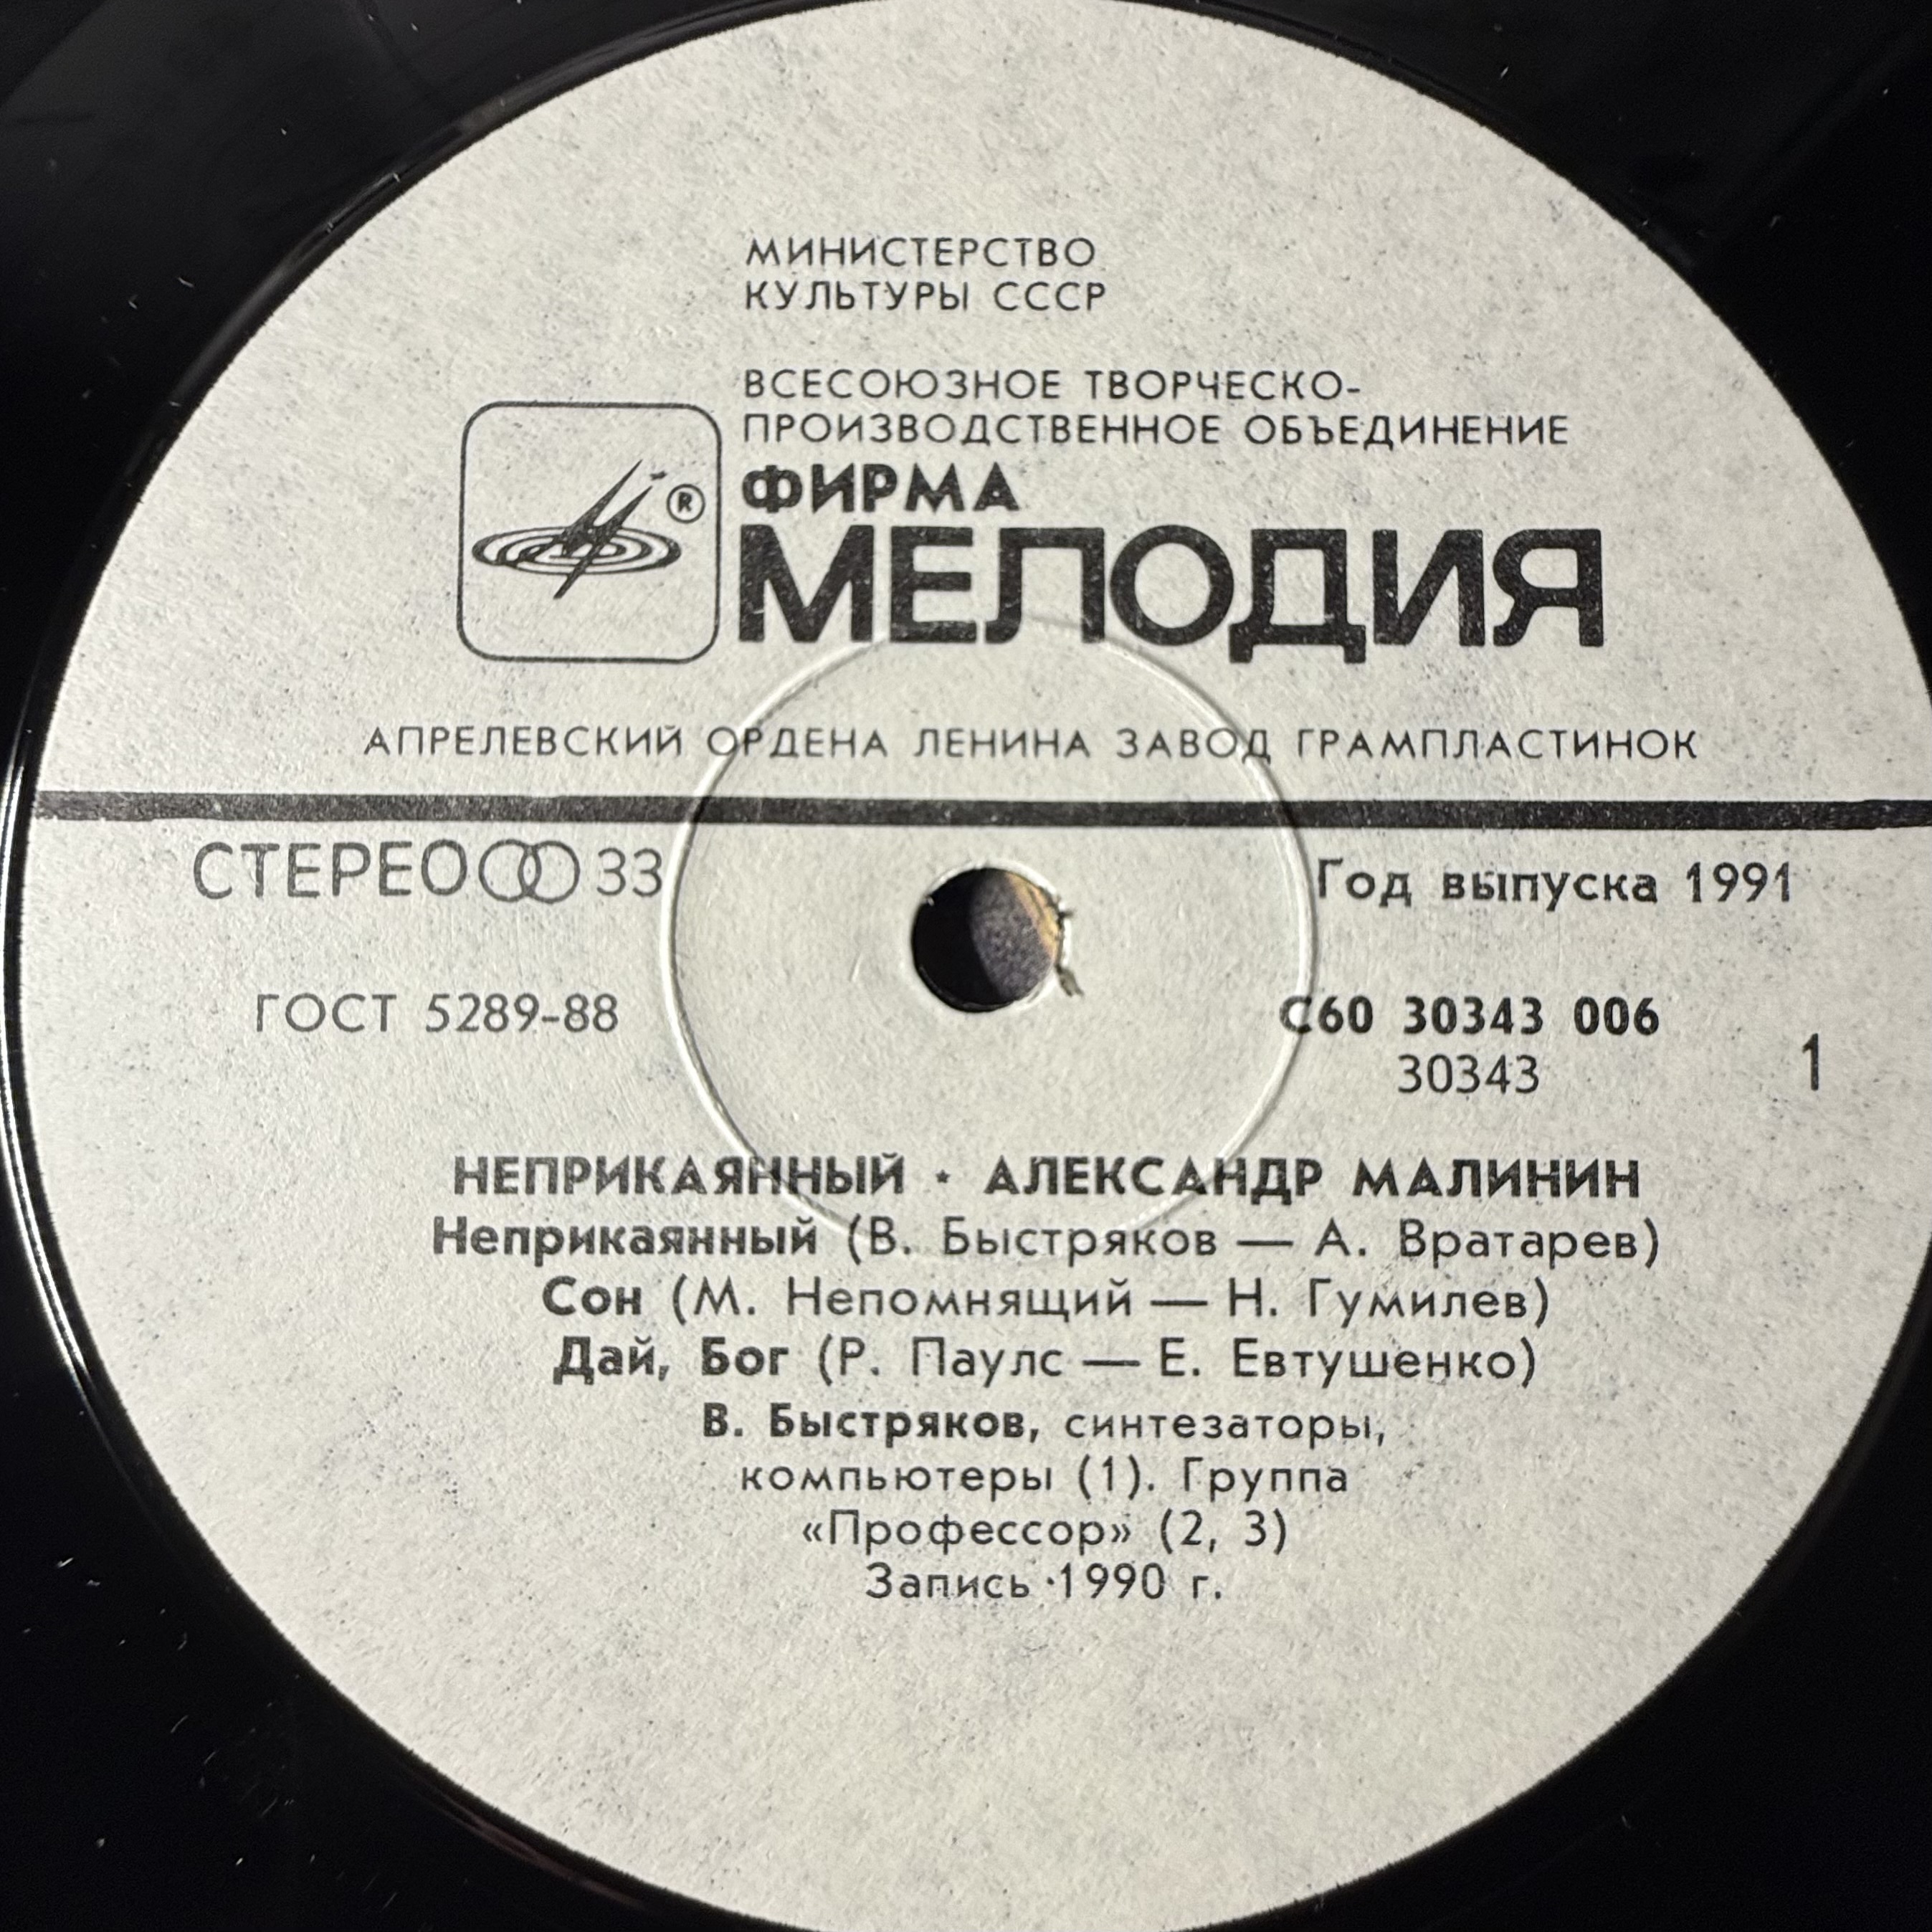 МИНИСТЕРСТВО
КУЛЬТУРЫ СССР
ВСЕСОЮЗНОЕ ТВОРЧЕСКО-
ПРОИЗВОДСТВЕННОЕ ОБЪЕДИНЕНИЕ
ФИРМА
®
МЕЛОДИЯ
АПРЕЛЕВСКИЙ ОРДЕНА ЛЕНИНА ЗАВОД ГРАМПЛАСТИНОК
СТЕРЕО 33
Год выпуска 1991
ГОСТ 5289-88
С60 30343 006
30343
1
НЕПРИКАЯННЫЙ · АЛЕКСАНДР МАЛИНИН
Неприкаянный (В. Быстряков — А. Вратарев)
Сон (М. Непомнящий — Н. Гумилев)
Дай, Бог (Р. Паулс — Е. Евтушенко)
В. Быстряков, синтезаторы,
компьютеры (1). Группа
«Профессор» (2, 3)
Запись 1990 г.